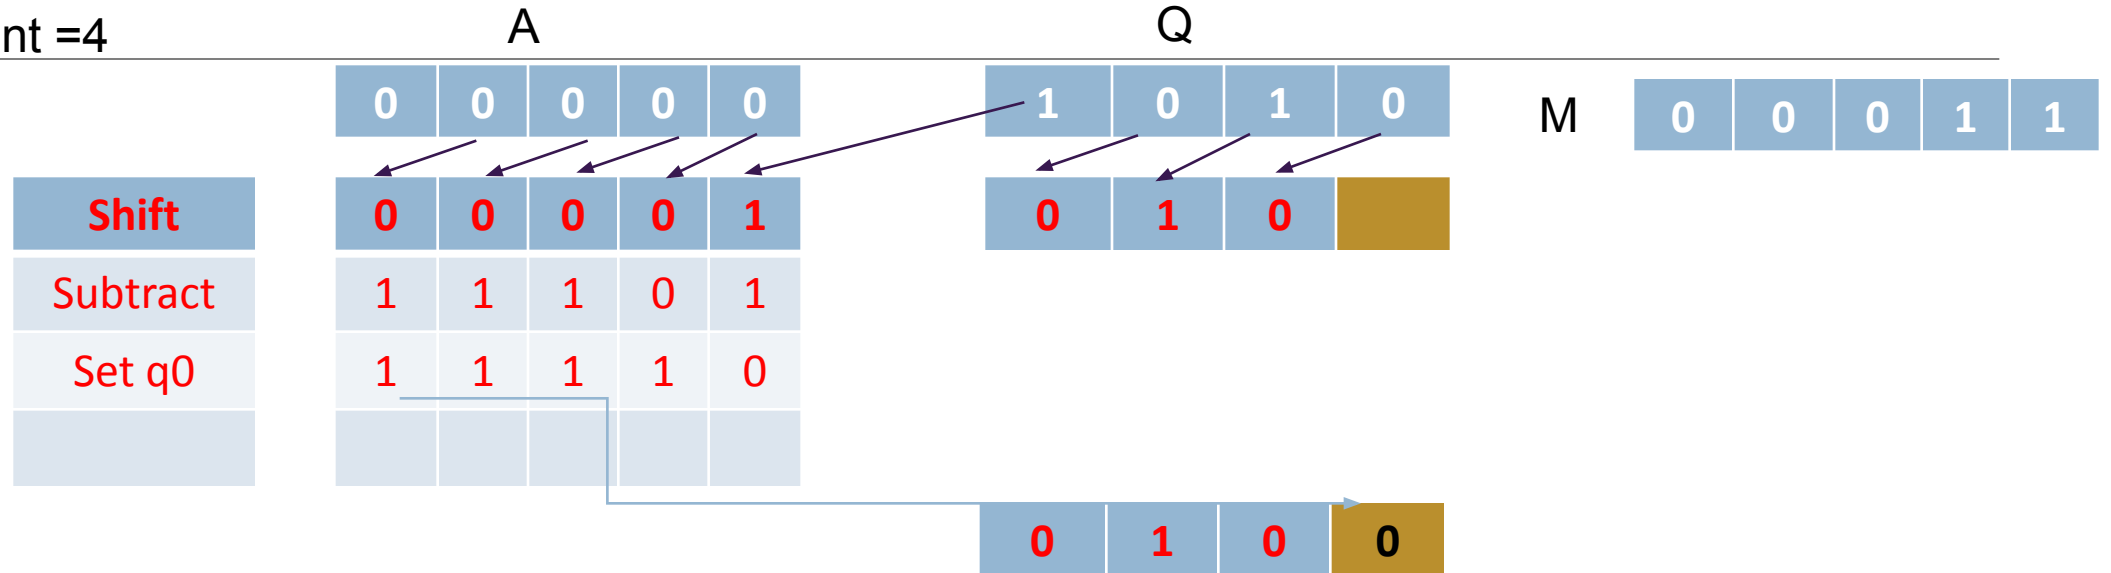 nt =4 A Q
0 0 0 0 0 1 0 1 0 M 0 0 0 1 1
Shift 0 0 0 0 1 0 1 0
Subtract 1 1 1 0 1
Set q0 1 1 1 1 0
0 1 0 0